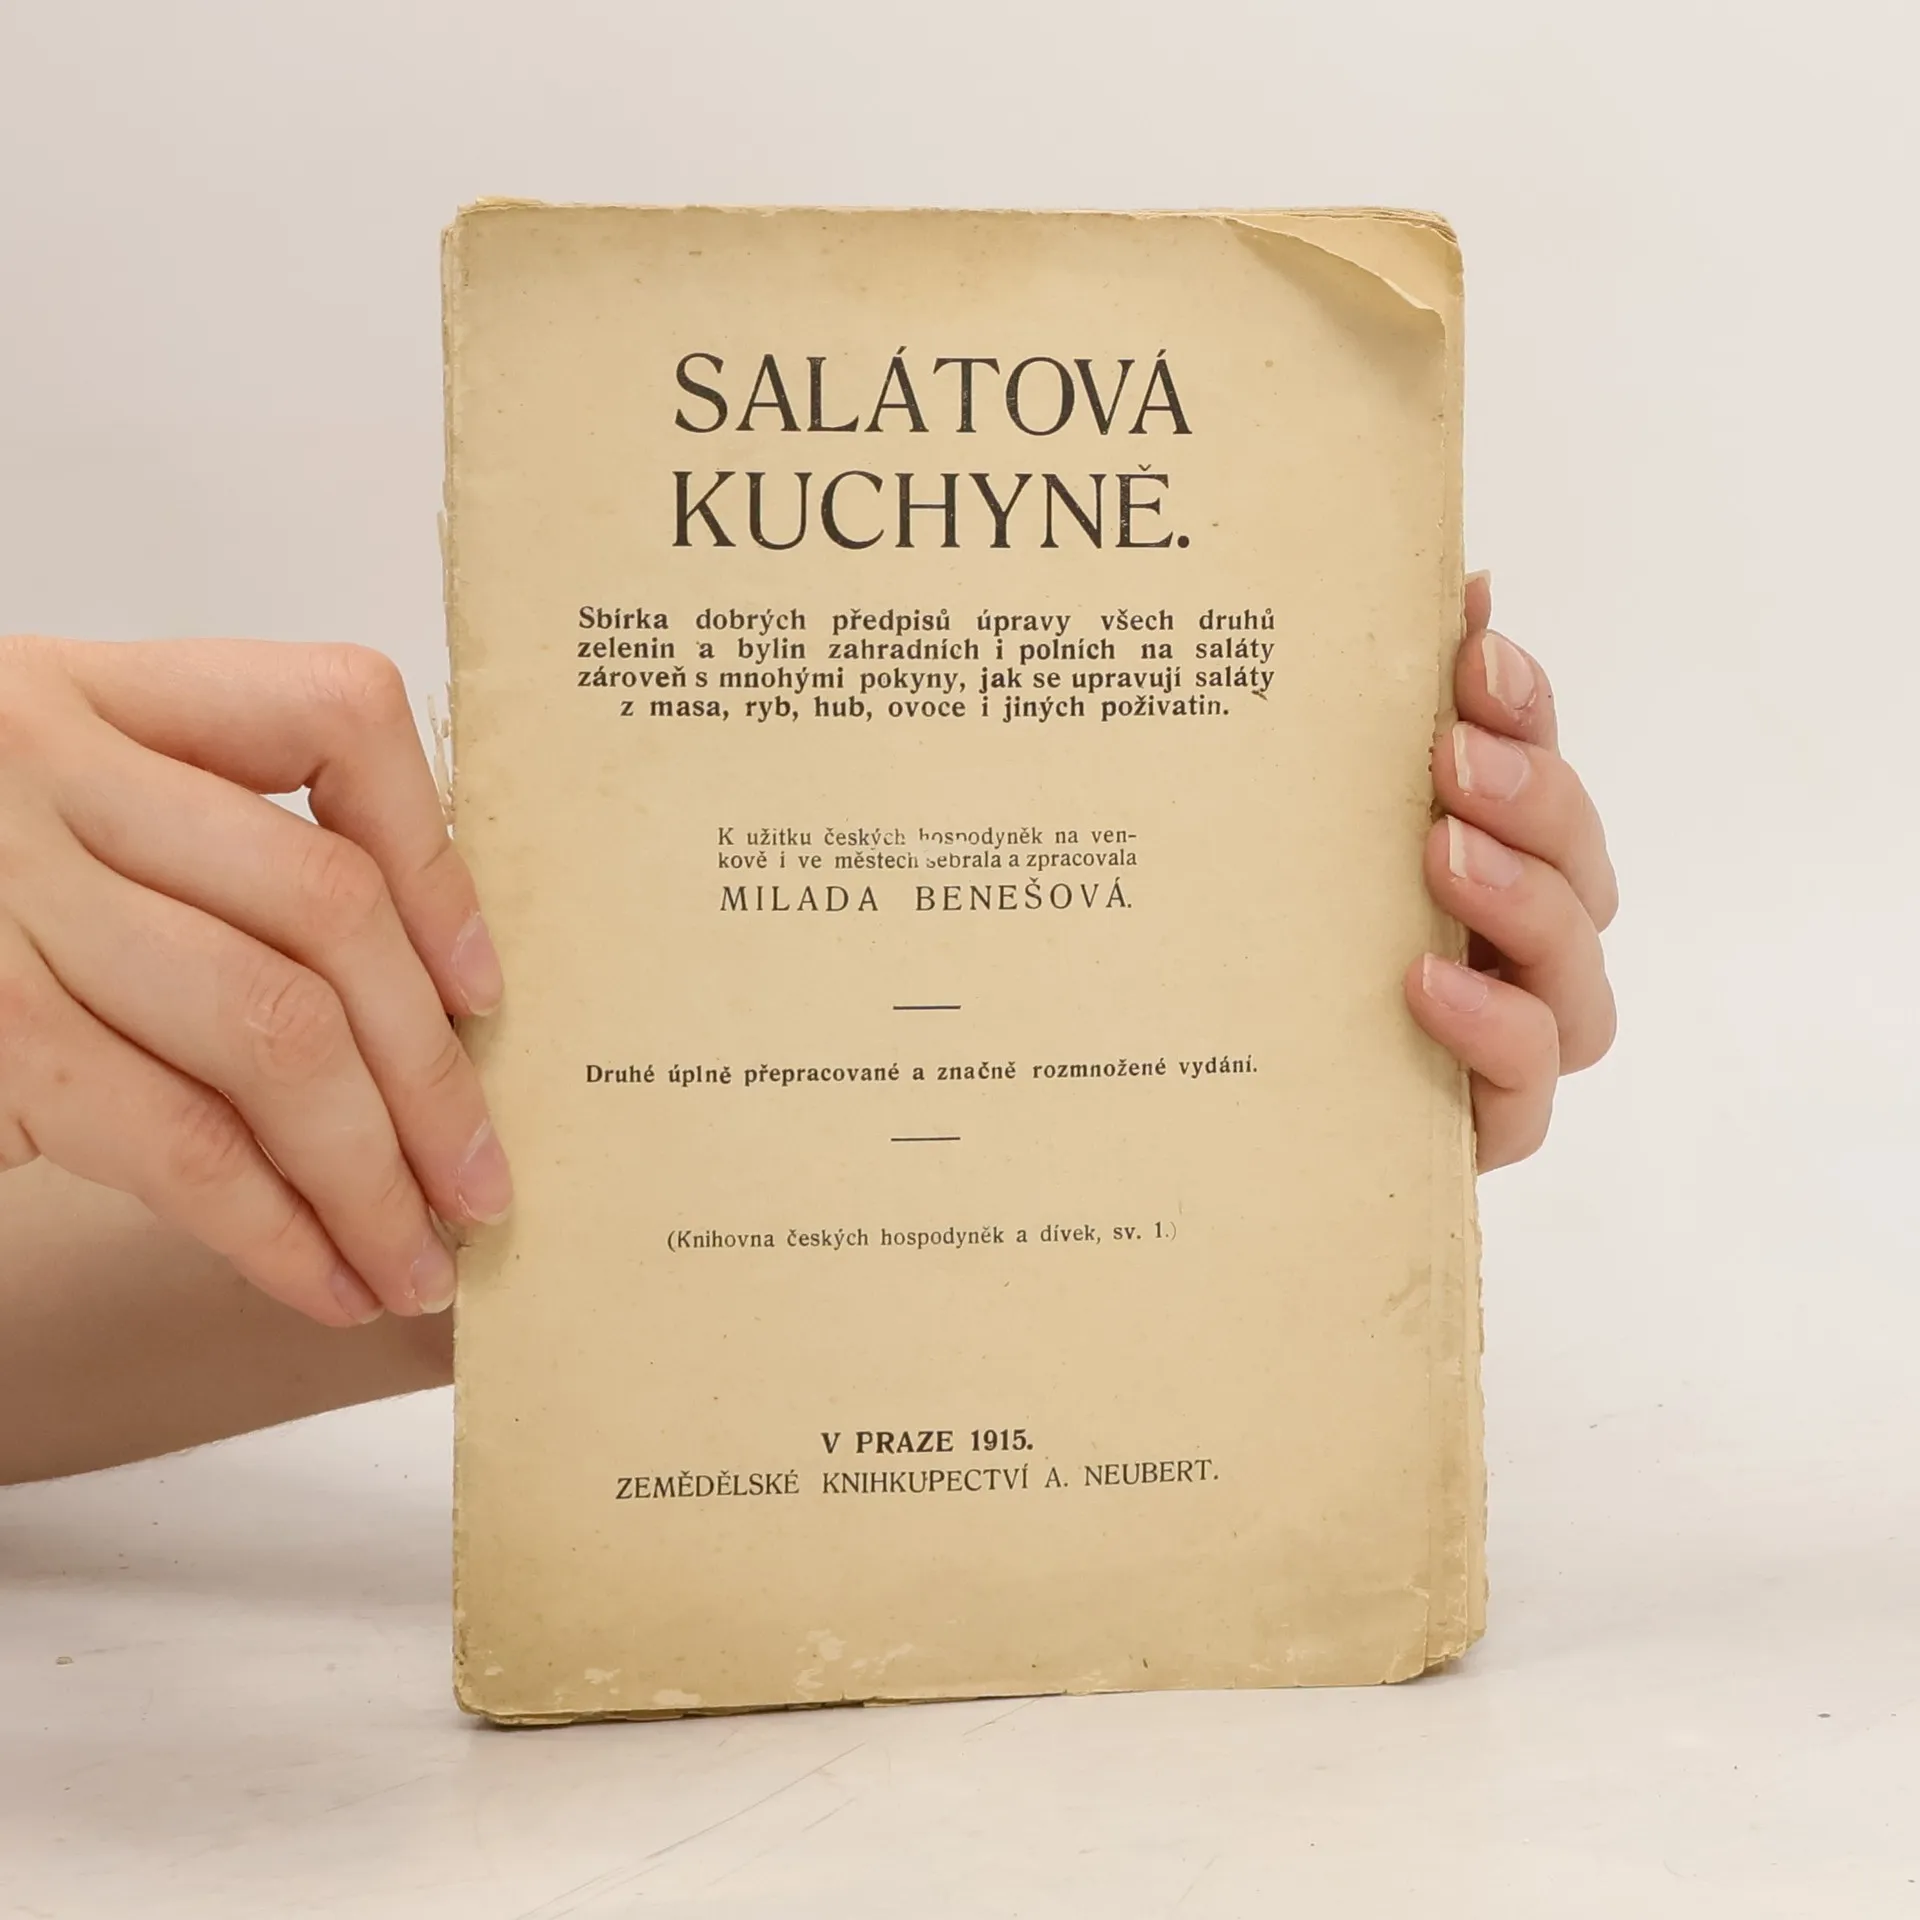 SALÁTOVÁ
KUCHYNĚ.
Sbírka dobrých předpisů úpravy všech druhů
zelenin a bylin zahradních i polních na saláty
zároveň s mnohými pokyny, jak se upravují saláty
z masa, ryb, hub, ovoce i jiných poživatin.
K užitku českých hospodyněk na ven-
kově i ve městech sebrala a zpracovala
MILADA BENEŠOVÁ.
Druhé úplně přepracované a značně rozmnožené vydání.
(Knihovna českých hospodyněk a dívek, sv. 1.)
V PRAZE 1915.
ZEMĚDĚLSKÉ KNIHKUPECTVÍ A. NEUBERT.